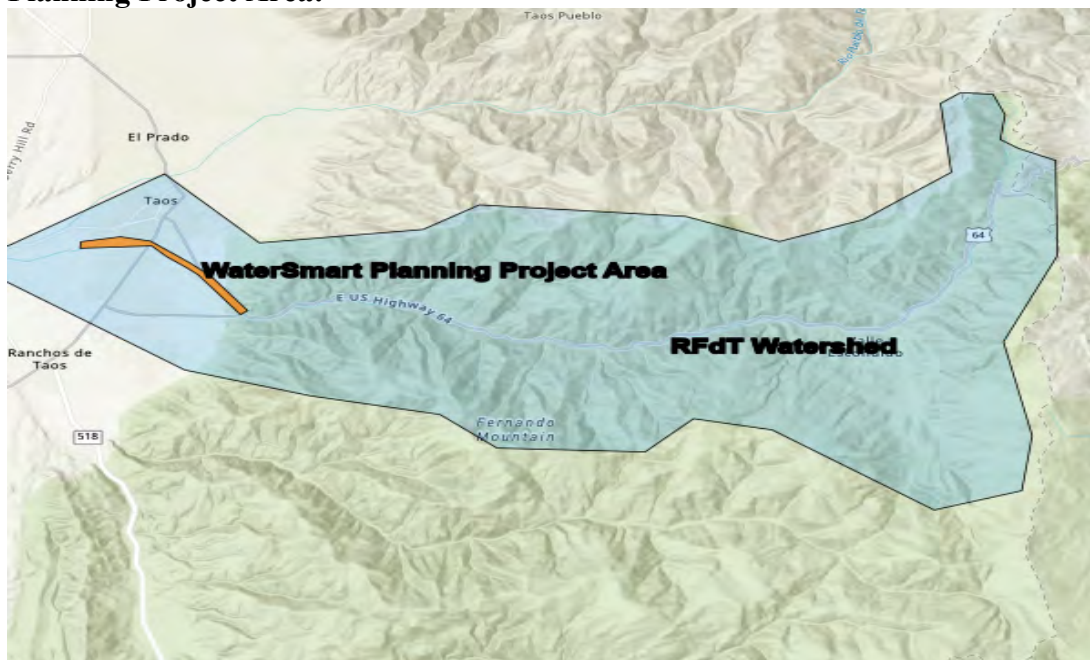 Planning Project Area:
Taos Pueblo
El Prado
Taos
64
WaterSmart Planning Project Area
E US Highway 64
RFdT Watershed
Ranchos de
Taos
Fernando
Mountain
518